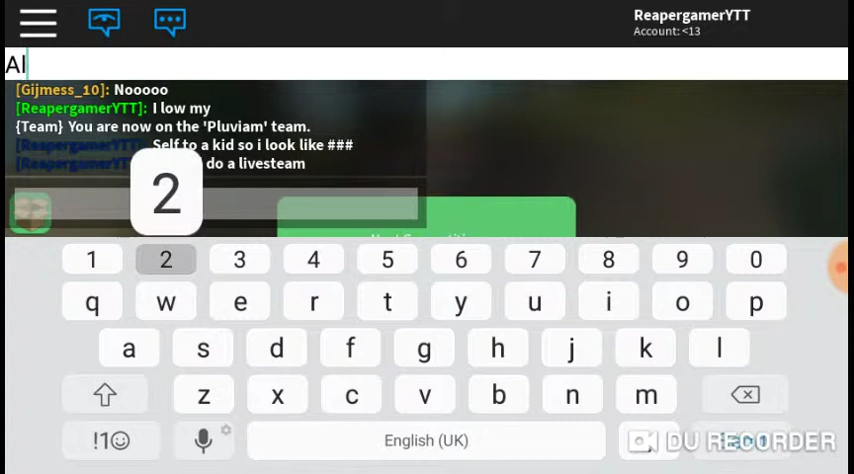 ReapergamerYTT
Account: <13
Al
[Gijmess_10]: Nooooo
[ReapergamerYTT]: I low my
{Team} You are now on the 'Pluviam' team.
[ReapergamerYTT]: Self to a kid so i look like ###
do a livesteam
2
1 2 3 4 5 6 7 8 9 0
q w e r t y u i o p
a s d f g h j k l
z x c v b n m
!1☺ English (UK)
DU RECORDER